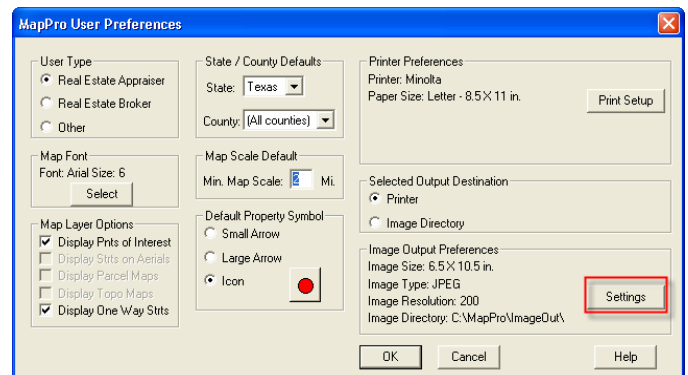 MapPro User Preferences
User Type
Real Estate Appraiser
Real Estate Broker
Other
Map Font
Font: Arial Size: 6
Select
Map Layer Options
Display Pnts of Interest
Display Strts on Aerials
Display Parcel Maps
Display Topo Maps
Display One Way Strts
State / County Defaults
State: Texas
County: (All counties)
Map Scale Default
Min. Map Scale: 2 Mi.
Default Property Symbol
Small Arrow
Large Arrow
Icon
Printer Preferences
Printer: Minolta
Paper Size: Letter - 8.5 X 11 in.
Print Setup
Selected Output Destination
Printer
Image Directory
Image Output Preferences
Image Size: 6.5 X 10.5 in.
Image Type: JPEG
Image Resolution: 200
Image Directory: C:\MapPro\ImageOut\
Settings
OK
Cancel
Help